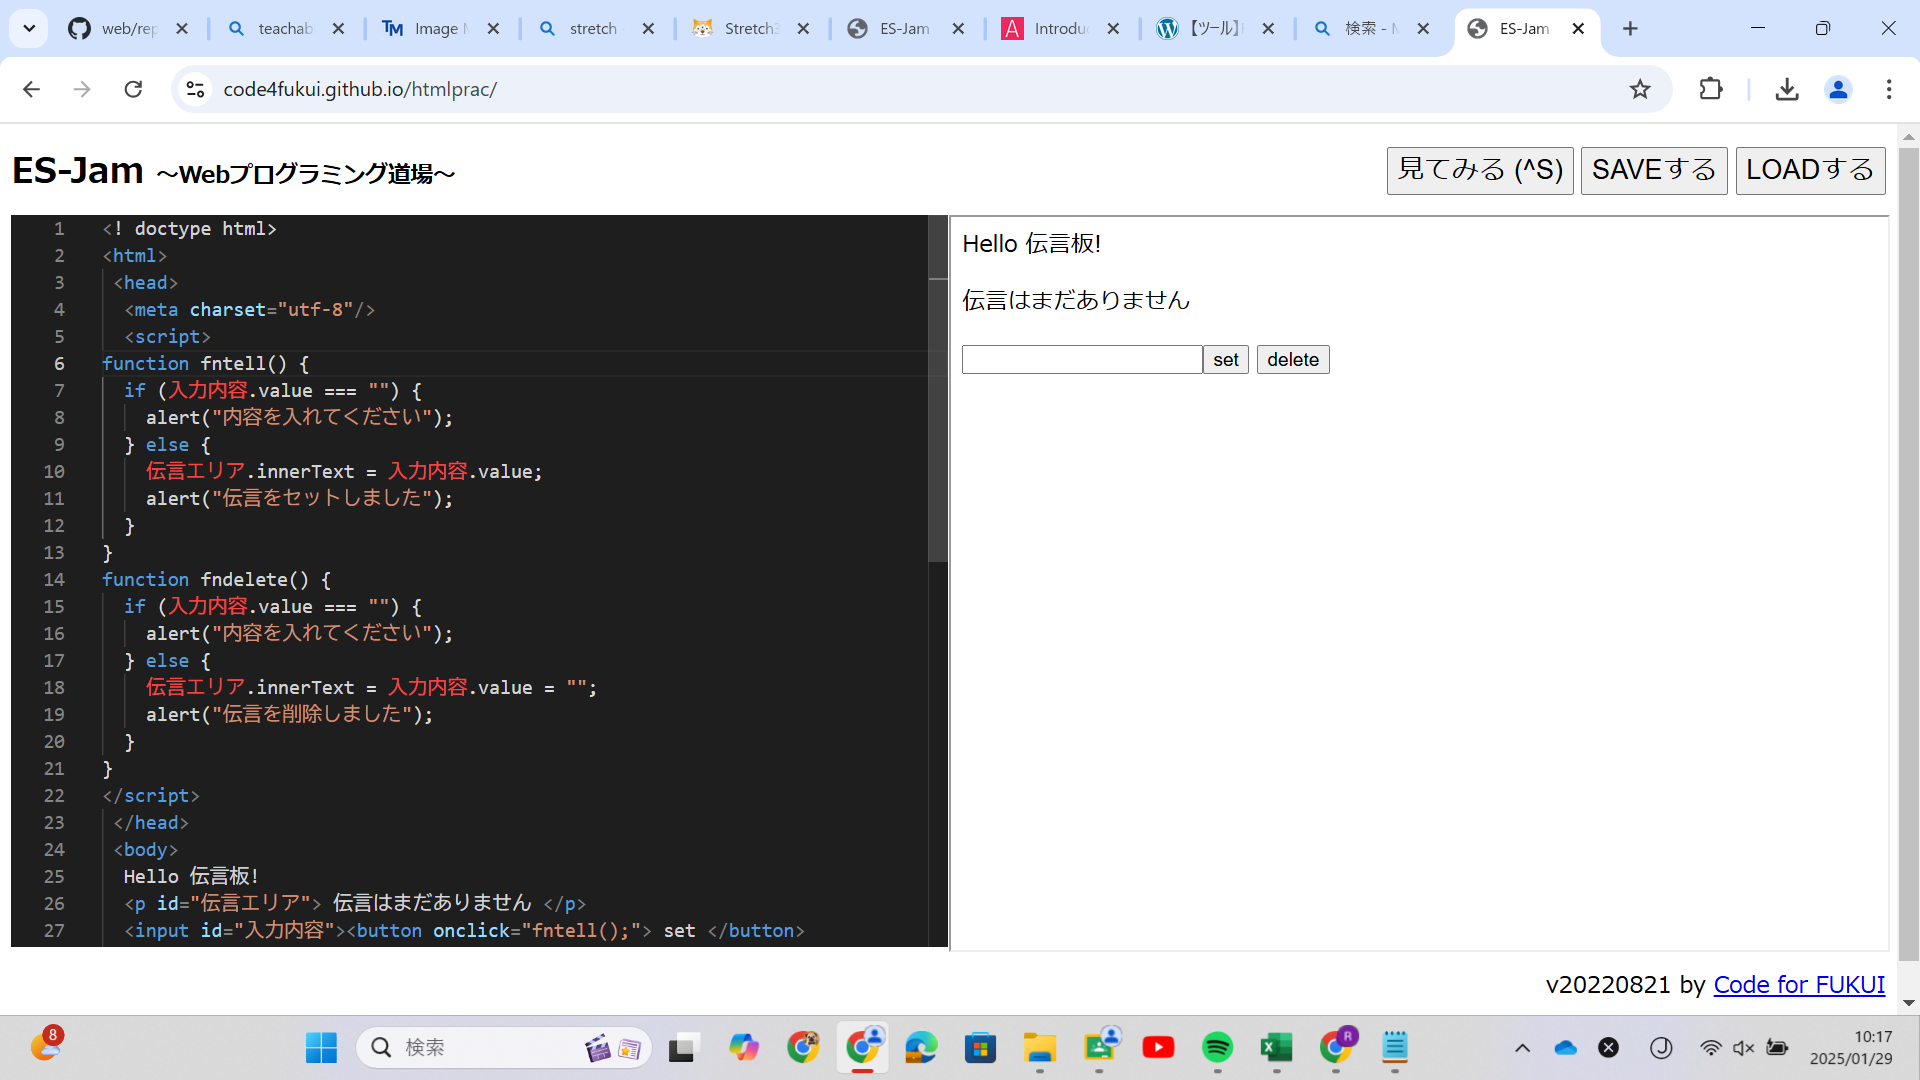 web/rep
teachab
Image M
stretch
Stretch3
ES-Jam
Introduc
【ツール】
検索 - M
ES-Jam
code4fukui.github.io/htmlprac/
ES-Jam ～Webプログラミング道場～
見てみる (^S) SAVEする LOADする
1 <! doctype html>
2 <html>
3 <head>
4 <meta charset="utf-8"/>
5 <script>
6 function fntell() {
7 if (入力内容.value === "") {
8 alert("内容を入れてください");
9 } else {
10 伝言エリア.innerText = 入力内容.value;
11 alert("伝言をセットしました");
12 }
13 }
14 function fndelete() {
15 if (入力内容.value === "") {
16 alert("内容を入れてください");
17 } else {
18 伝言エリア.innerText = 入力内容.value = "";
19 alert("伝言を削除しました");
20 }
21 }
22 </script>
23 </head>
24 <body>
25 Hello 伝言板!
26 <p id="伝言エリア"> 伝言はまだありません </p>
27 <input id="入力内容"><button onclick="fntell();"> set </button>
Hello 伝言板!
伝言はまだありません
set delete
v20220821 by Code for FUKUI
8
検索
R
10:17
2025/01/29